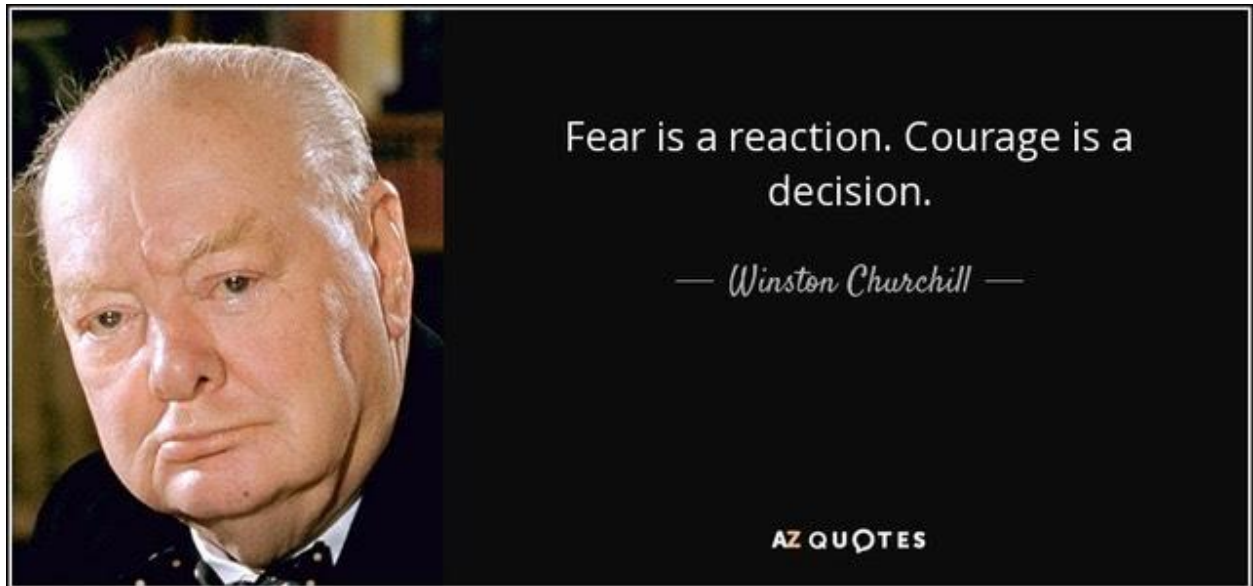 Fear is a reaction. Courage is a
decision.
— Winston Churchill —
AZ QUOTES